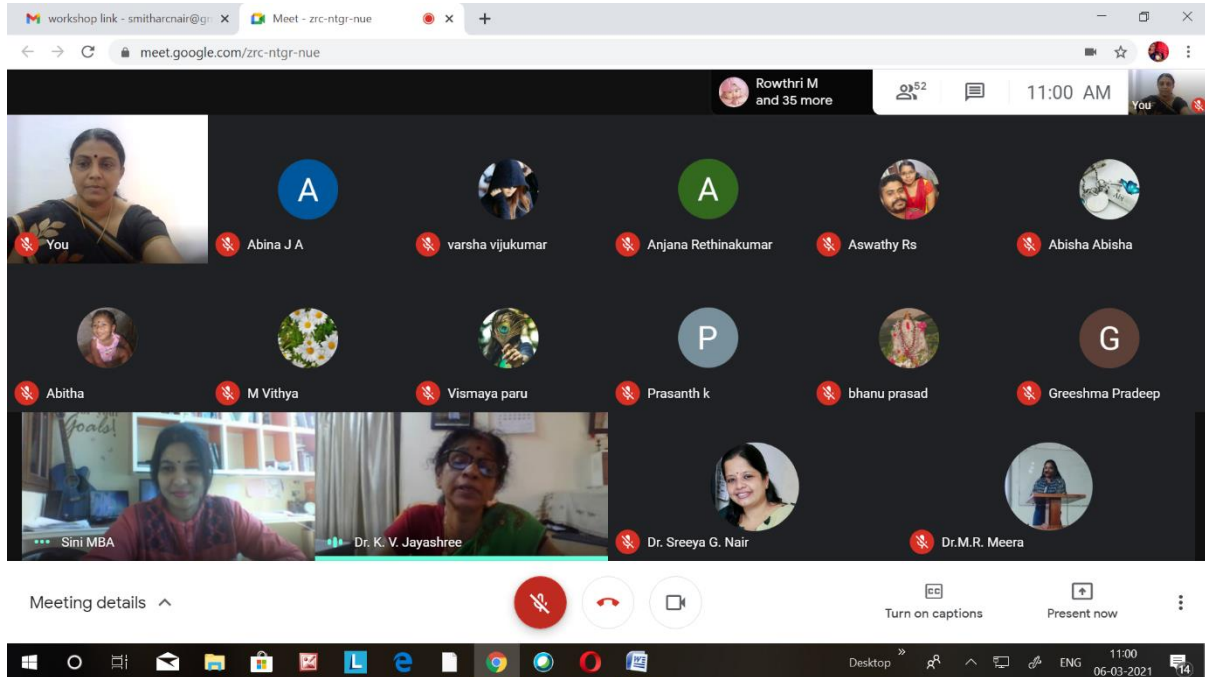 workshop link - smitharcnair@gm
Meet - zrc-ntgr-nue
meet.google.com/zrc-ntgr-nue
Rowthri M
and 35 more
52
11:00 AM
You
You
A
Abina J A
varsha vijukumar
A
Anjana Rethinakumar
Aswathy Rs
Abisha Abisha
Abitha
M Vithya
Vismaya paru
P
Prasanth k
bhanu prasad
G
Greeshma Pradeep
Goals!
Sini MBA
Dr. K. V. Jayashree
Dr. Sreeya G. Nair
Dr.M.R. Meera
Meeting details
Turn on captions
Present now
Desktop
ENG
11:00
06-03-2021
14